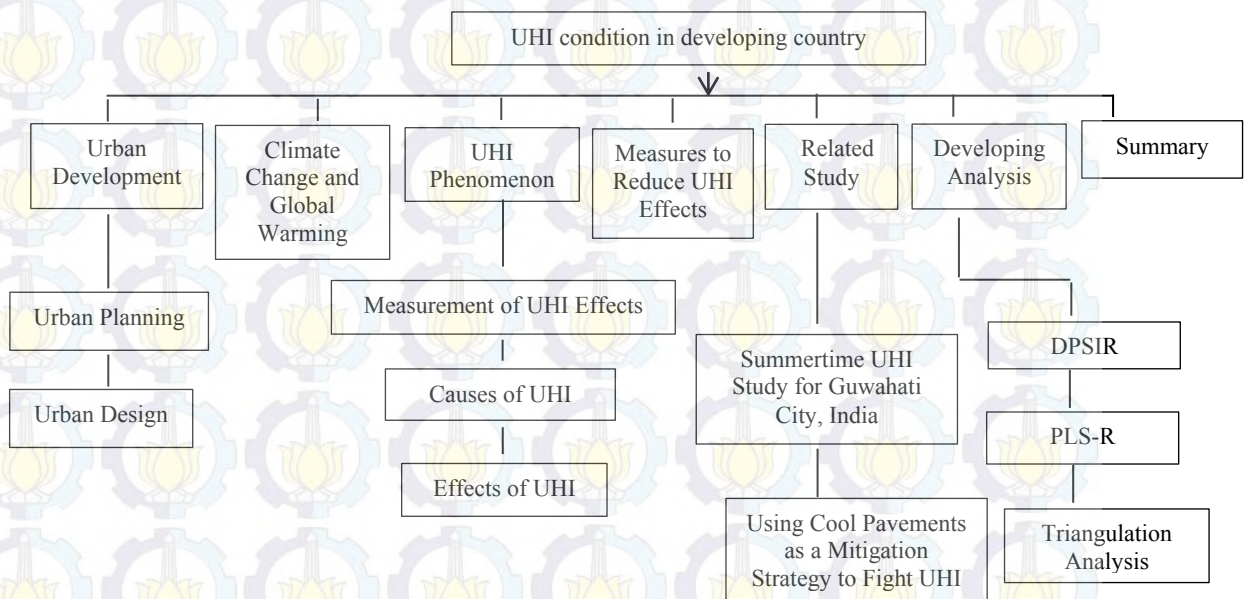 UHI condition in developing country
Urban
Development
Climate
Change and
Global
Warming
UHI
Phenomenon
Measures to
Reduce UHI
Effects
Related
Study
Developing
Analysis
Summary
Urban Planning
Urban Design
Measurement of UHI Effects
Causes of UHI
Effects of UHI
Summertime UHI
Study for Guwahati
City, India
Using Cool Pavements
as a Mitigation
Strategy to Fight UHI
DPSIR
PLS-R
Triangulation
Analysis